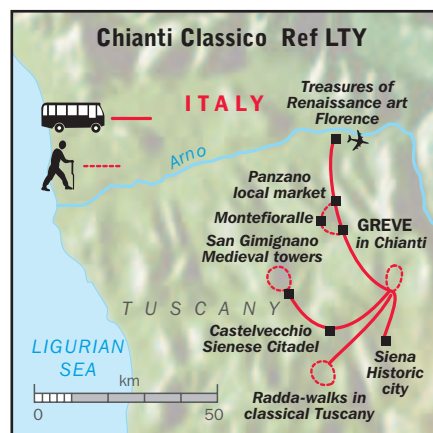 Chianti Classico Ref LTY
ITALY
Treasures of
Renaissance art
Florence
Arno
Panzano
local market
Montefioralle
GREVE
in Chianti
San Gimignano
Medieval towers
TUSCANY
Castelvecchio
Sienese Citadel
LIGURIAN
SEA
Siena
Historic
city
km
0 50
Radda-walks in
classical Tuscany